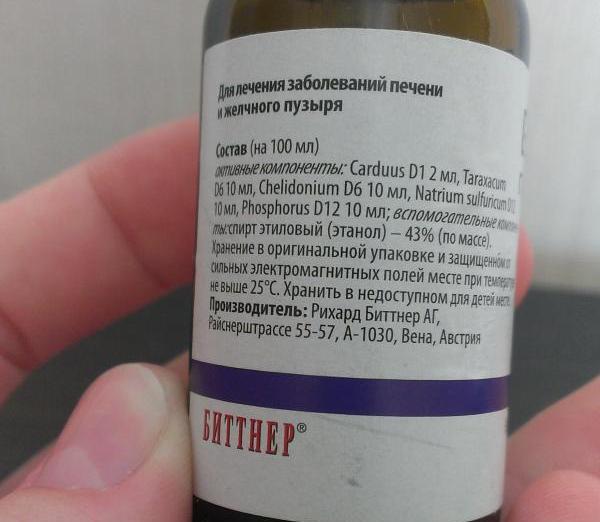 Для лечения заболеваний печени
и желчного пузыря
Состав (на 100 мл)
активные компоненты: Carduus D1 2 мл, Taraxacum
D6 10 мл, Chelidonium D6 10 мл, Natrium sulfuricum D12
10 мл, Phosphorus D12 10 мл; вспомогательные компонен-
ты:спирт этиловый (этанол) – 43% (по массе).
Хранение в оригинальной упаковке и защищенном от
сильных электромагнитных полей месте при температуре
не выше 25°C. Хранить в недоступном для детей месте.
Производитель: Рихард Биттнер АГ,
Райснерштрассе 55-57, А-1030, Вена, Австрия
БИТТНЕР®